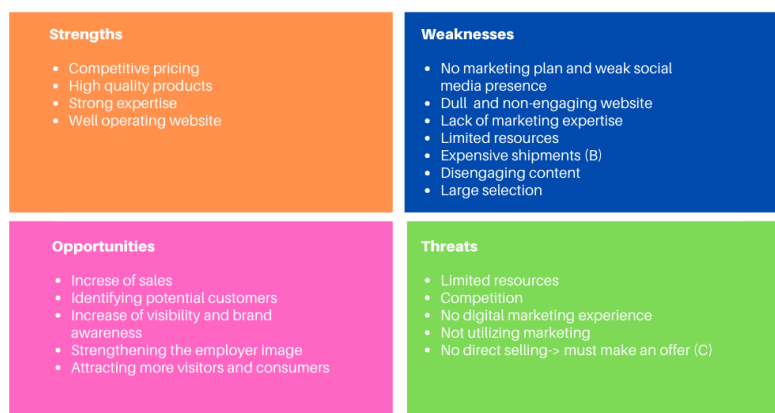 Strengths
Competitive pricing
High quality products
Strong expertise
Well operating website
Weaknesses
No marketing plan and weak social
media presence
Dull and non-engaging website
Lack of marketing expertise
Limited resources
Expensive shipments (B)
Disengaging content
Large selection
Opportunities
Increse of sales
Identifying potential customers
Increase of visibility and brand
awareness
Strengthening the employer image
Attracting more visitors and consumers
Threats
Limited resources
Competition
No digital marketing experience
Not utilizing marketing
No direct selling-> must make an offer (C)